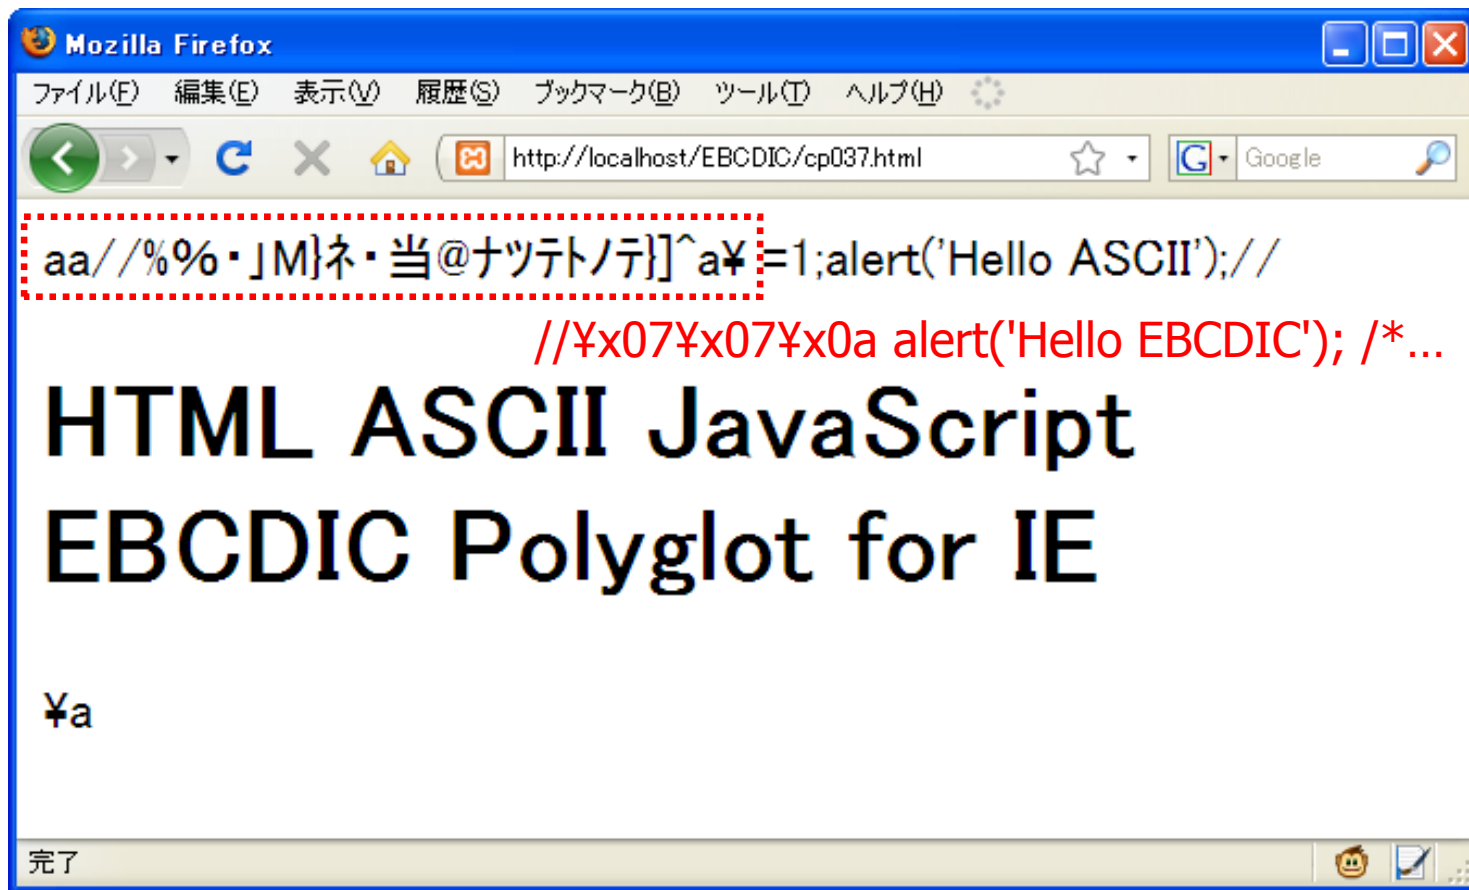 Mozilla Firefox
ファイル(F) 編集(E) 表示(V) 履歴(S) ブックマーク(B) ツール(T) ヘルプ(H)
http://localhost/EBCDIC/cp037.html G Google
aa//%%・｣M}ﾈ・当@ﾅﾂﾃﾄﾉﾃ}]^a¥ =1;alert('Hello ASCII');//
//¥x07¥x07¥x0a alert('Hello EBCDIC'); /*...
HTML ASCII JavaScript
EBCDIC Polyglot for IE
¥a
完了